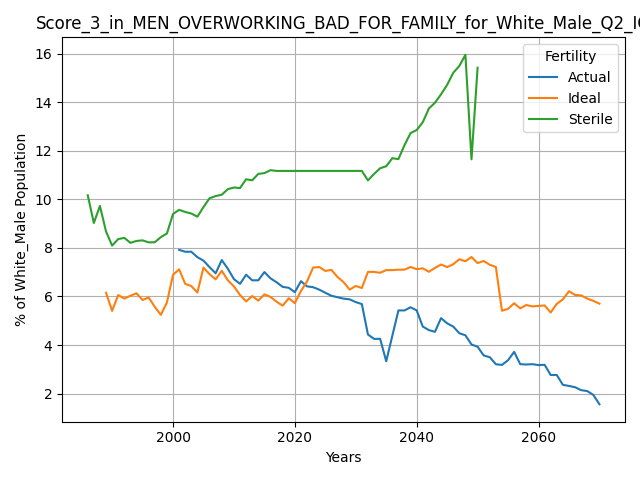 Score_3_in_MEN_OVERWORKING_BAD_FOR_FAMILY_for_White_Male_Q2_I
Fertility
Actual
Ideal
Sterile
% of White_Male Population
16
14
12
10
8
6
4
2
2000
2020
2040
2060
Years